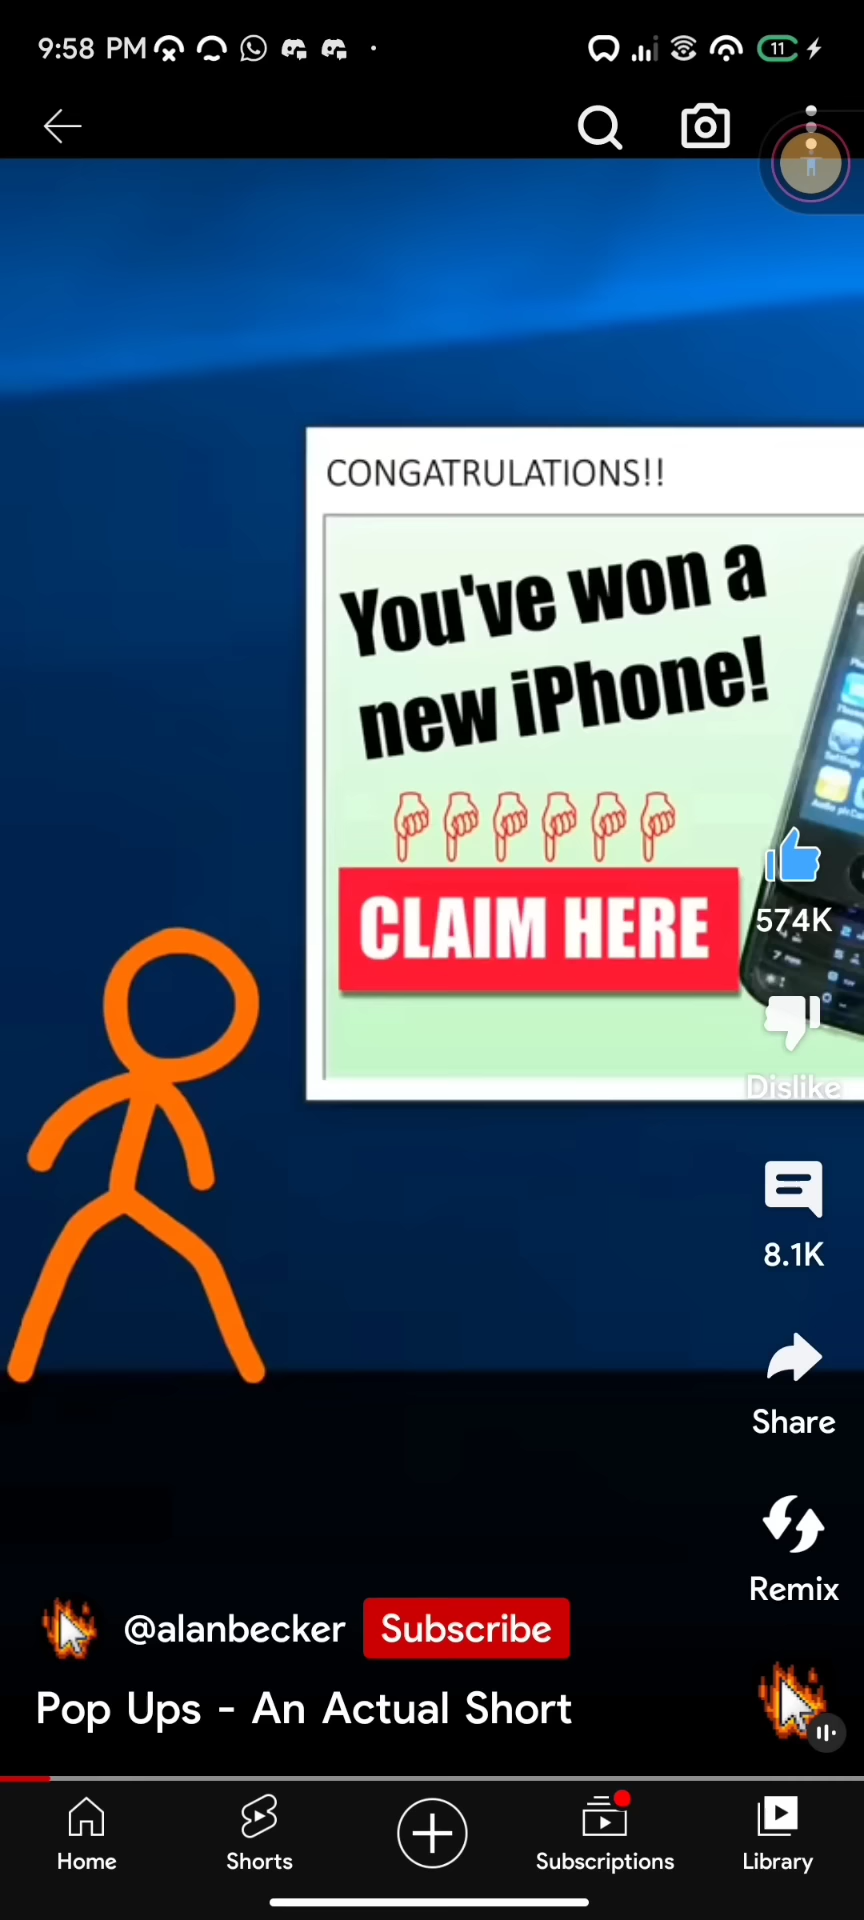 9:58 PM
11
CONGATRULATIONS!!
You've won a
new iPhone!
CLAIM HERE
574K
Dislike
8.1K
Share
Remix
@alanbecker Subscribe
Pop Ups - An Actual Short
Home Shorts Subscriptions Library